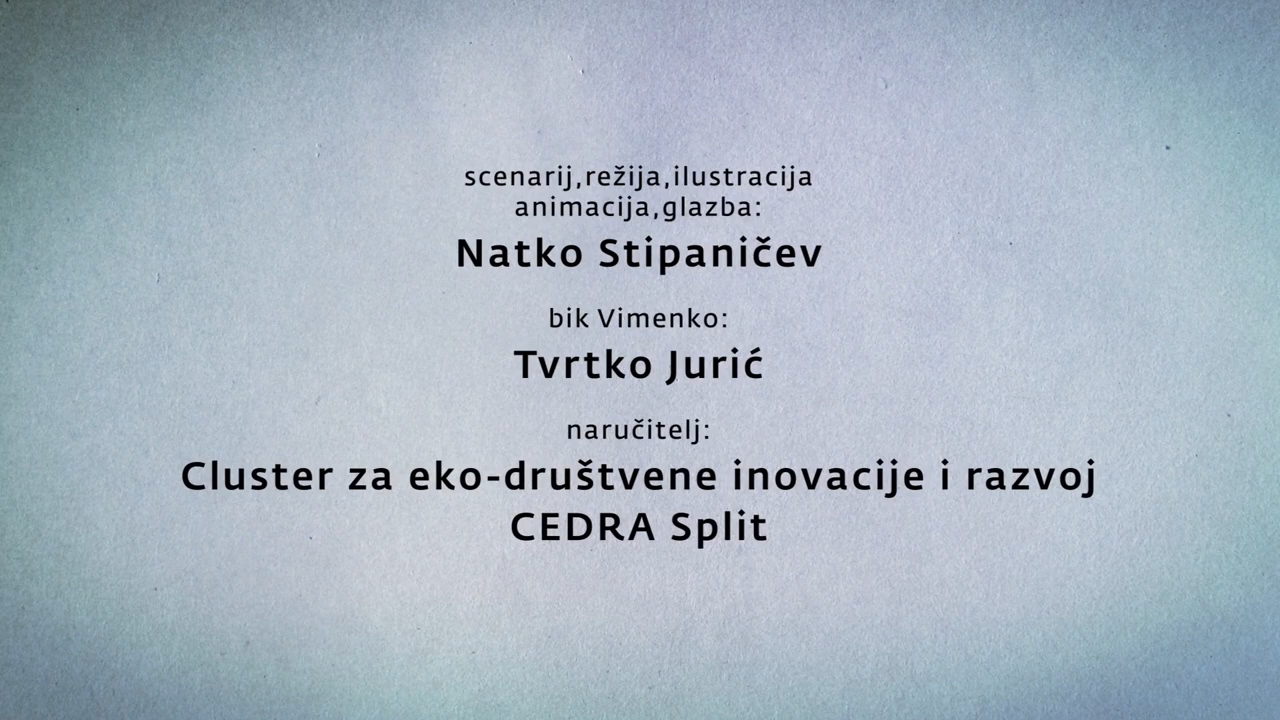 scenarij,režija,ilustracija
animacija,glazba:
Natko Stipaničev
bik Vimenko:
Tvrtko Jurić
naručitelj:
Cluster za eko-društvene inovacije i razvoj
CEDRA Split